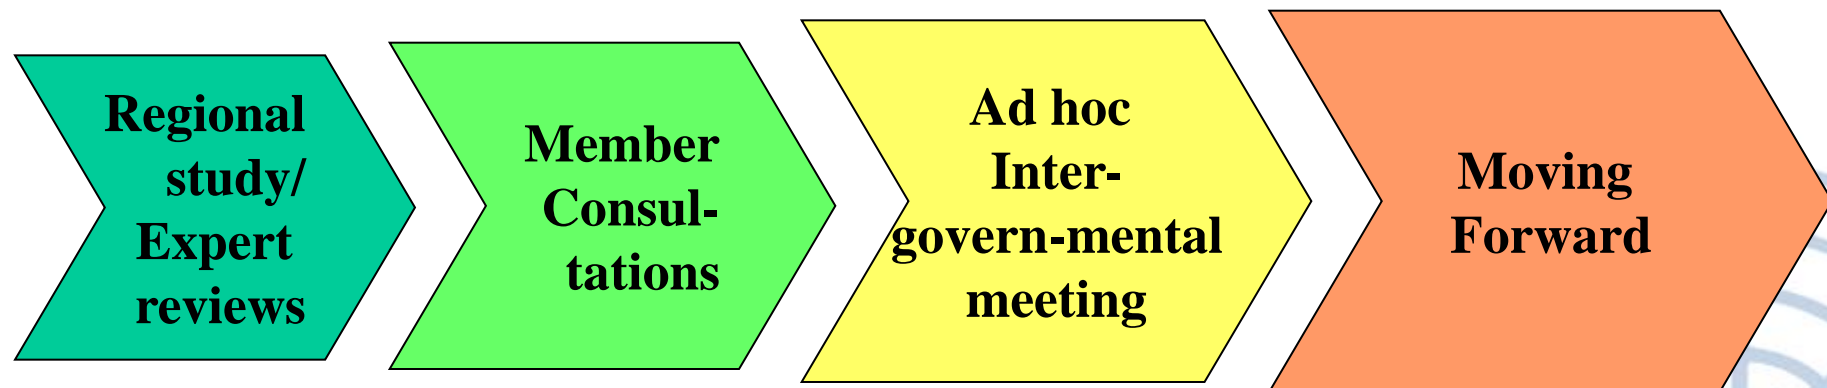 Regional
study/
Expert
reviews
Member
Consul-
tations
Ad hoc
Inter-
govern-mental
meeting
Moving
Forward